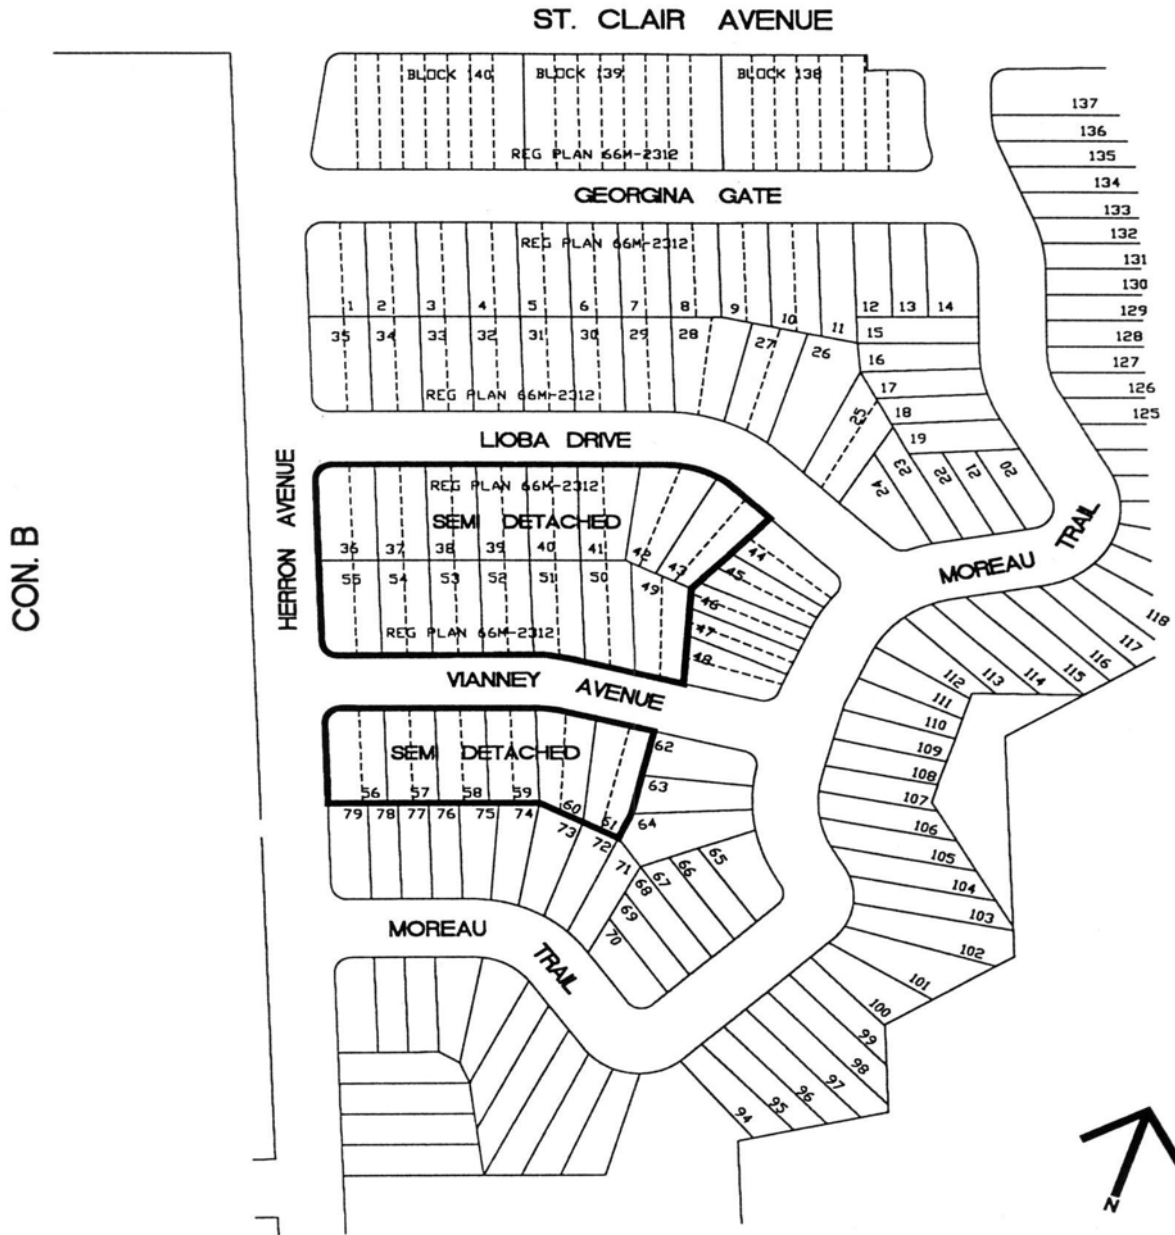 ST. CLAIR AVENUE
BLOCK 140 BLOCK 139 BLOCK 138
REG PLAN 66M-2312
137
136
135
134
133
132
131
130
129
128
127
126
125
GEORGINA GATE
REG PLAN 66M-2312
1 2 3 4 5 6 7 8 9 10 11 12 13 14
35 34 33 32 31 30 29 28 27 26 15
16
17
18
19
25
24 23 22 21 20
REG PLAN 66M-2312
LIOBA DRIVE
HERRON AVENUE
CON. B
REG PLAN 66M-2312
SEMI DETACHED
36 37 38 39 40 41 42 43
55 54 53 52 51 50 49
44
45
46
47
48
REG PLAN 66M-2312
MOREAU TRAIL
118
117
116
115
114
113
112
111
110
109
108
107
106
105
104
103
102
101
100
99
98
97
96
95
94
VIANNEY AVENUE
SEMI DETACHED
56 57 58 59 60 61
62
63
64
79 78 77 76 75 74 73 72 71
65
66
67
68
69
70
MOREAU TRAIL
N